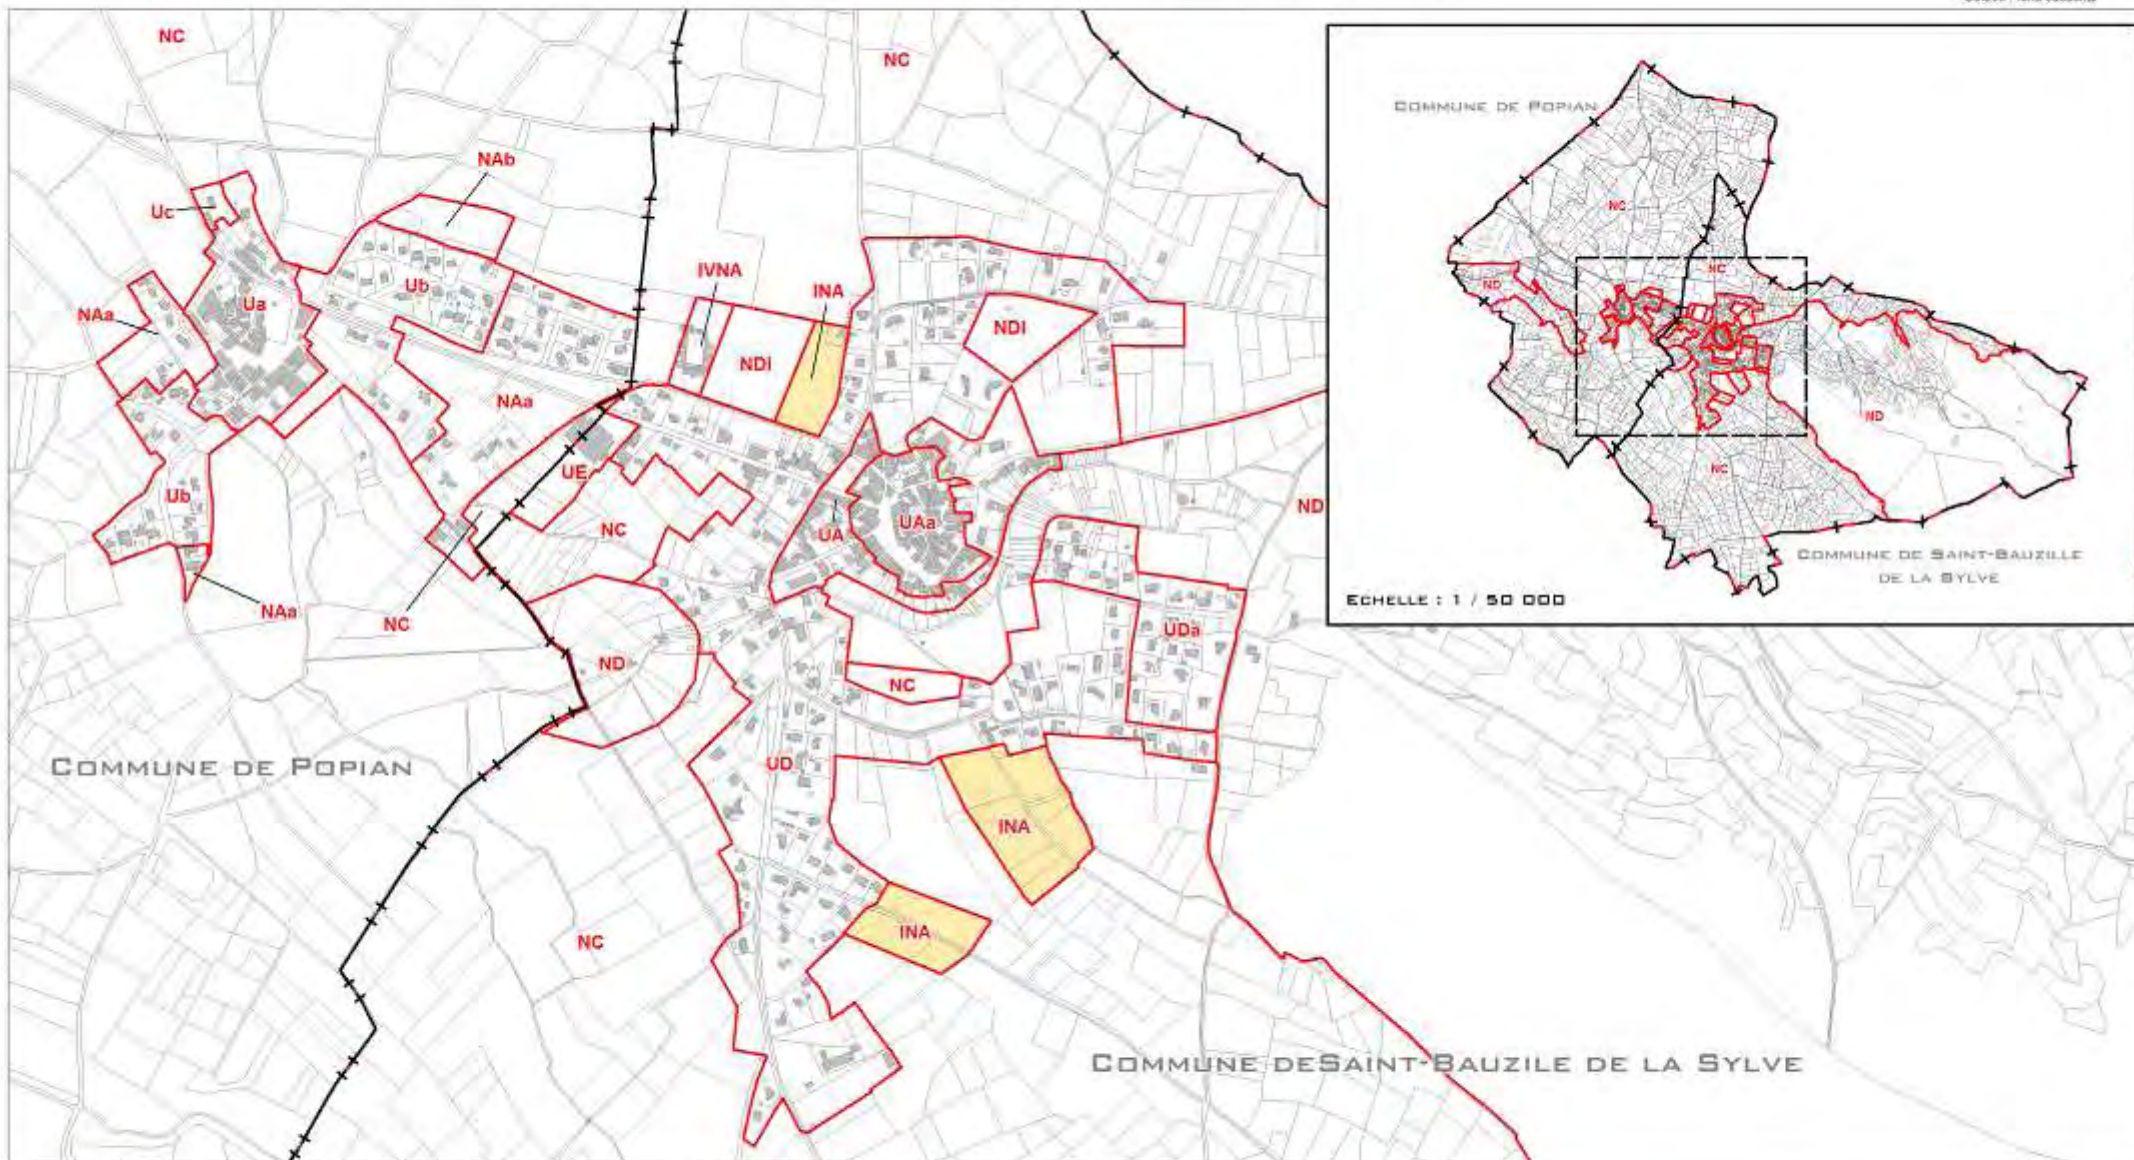 NC
NC
COMMUNE DE POPIAN
NAb
Uc
NC
IVNA
NC
Ua
Ub
INA
ND
NAa
NDI
NDI
NAa
ND
UE
NC
Ub
ND
NC
UA
UAa
COMMUNE DE SAINT-BAUZILLE
DE LA SYLVE
ECHELLE : 1 / 50 000
NAa
NC
UDa
ND
NC
COMMUNE DE POPIAN
UD
INA
INA
NC
COMMUNE DESAINT-BAUZILE DE LA SYLVE